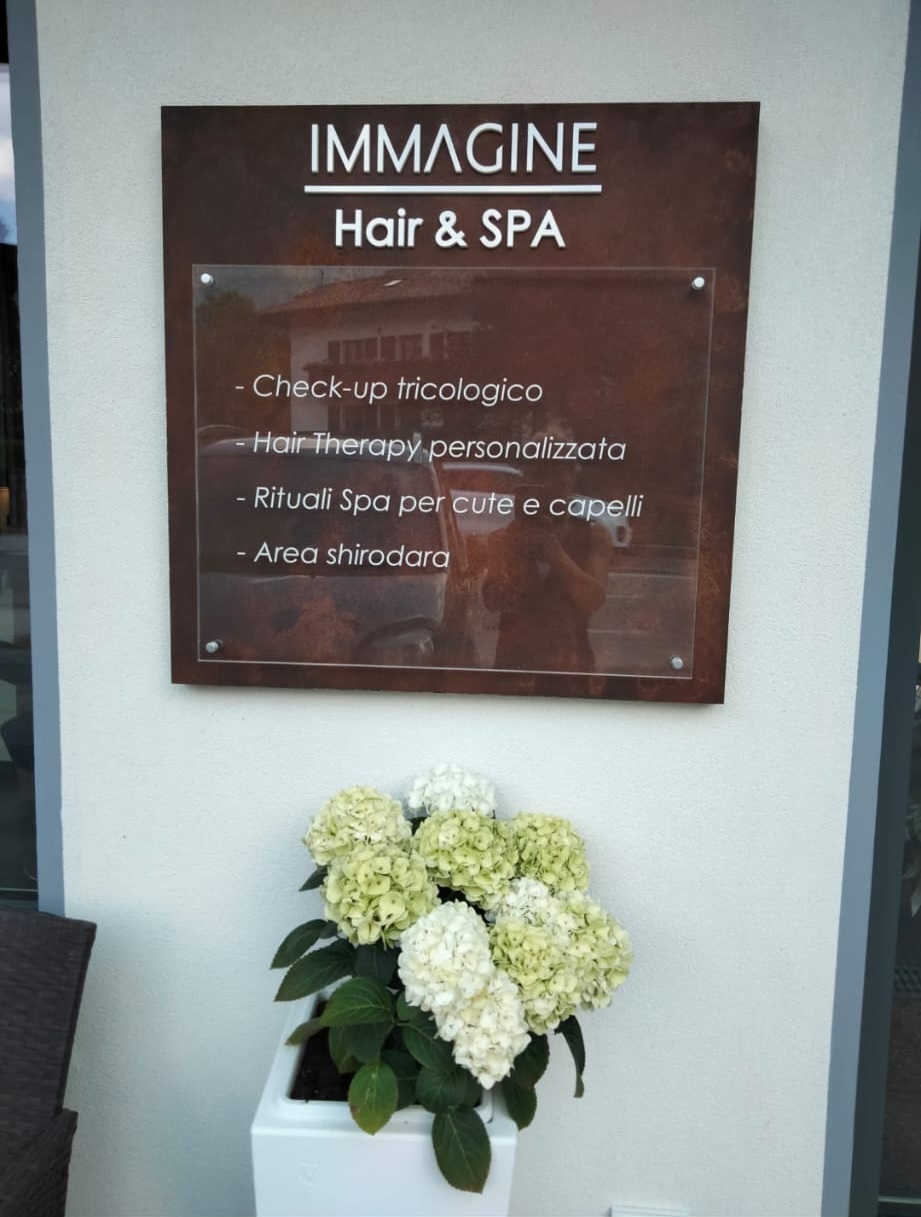 IMMAGINE
Hair & SPA
- Check-up tricologico
- Hair Therapy personalizzata
- Rituali Spa per cute e capelli
- Area shirodara